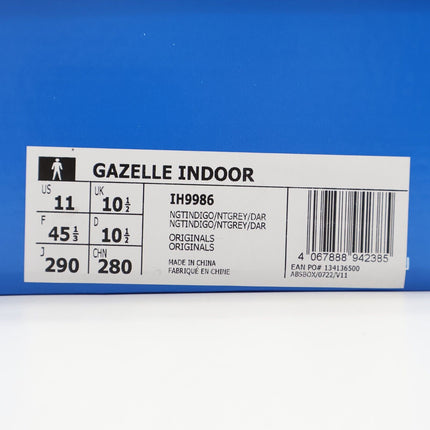 GAZELLE INDOOR
US UK
11 10½
F D
45⅓ 10½
J CHN
290 280
IH9986
NGTINDIGO/NTGREY/DAR
NGTINDIGO/NTGREY/DAR
ORIGINALS
ORIGINALS
MADE IN CHINA
FABRIQUÉ EN CHINE
4 067888 942385
EAN PO# 134136500
ABSBOX/0722/V11